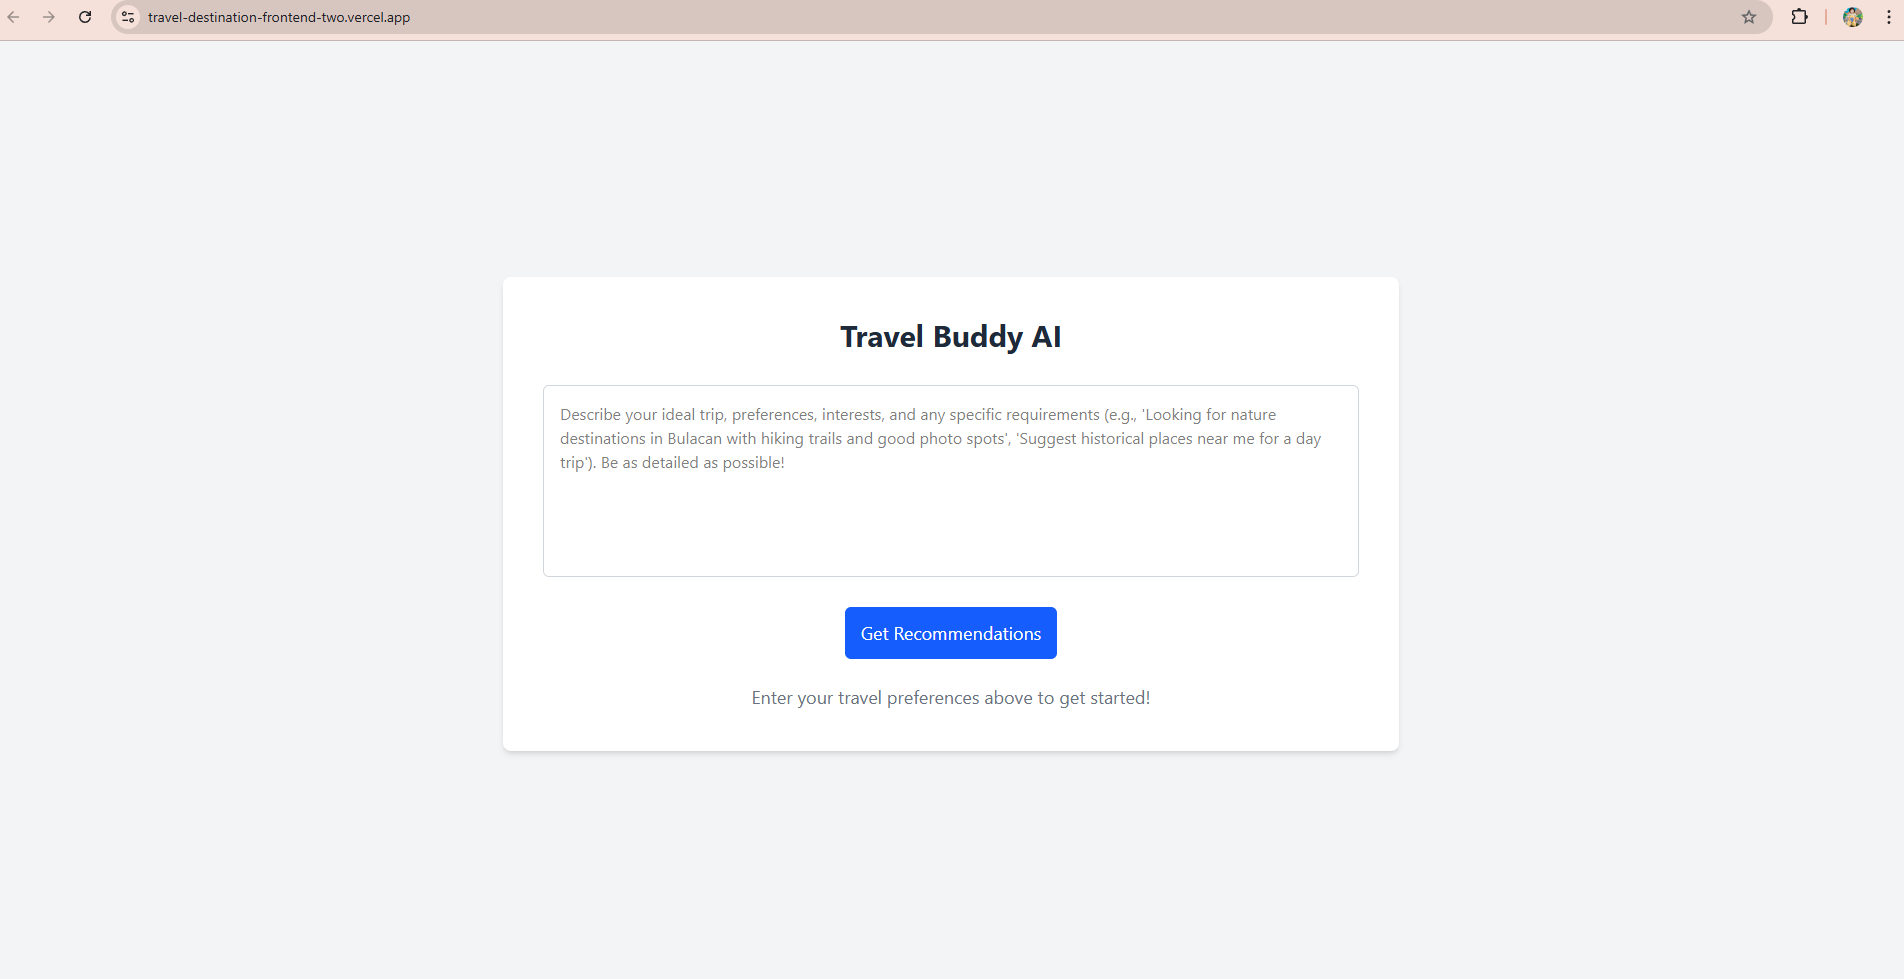 travel-destination-frontend-two.vercel.app
Travel Buddy AI
Describe your ideal trip, preferences, interests, and any specific requirements (e.g., 'Looking for nature
destinations in Bulacan with hiking trails and good photo spots', 'Suggest historical places near me for a day
trip'). Be as detailed as possible!
Get Recommendations
Enter your travel preferences above to get started!